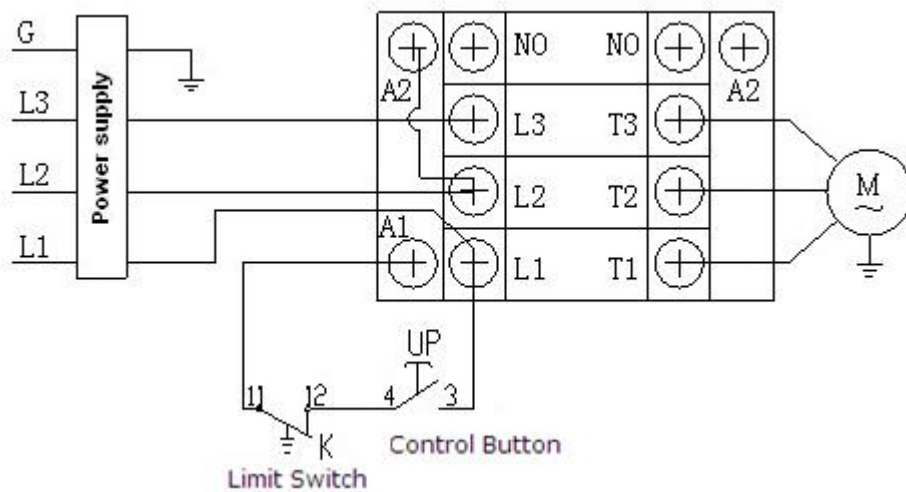 G
L3
L2
L1
Power supply
A2
NO NO
A2
L3 T3
L2 T2
A1
L1 T1
M
~
UP
11 12 4 3
K
Control Button
Limit Switch